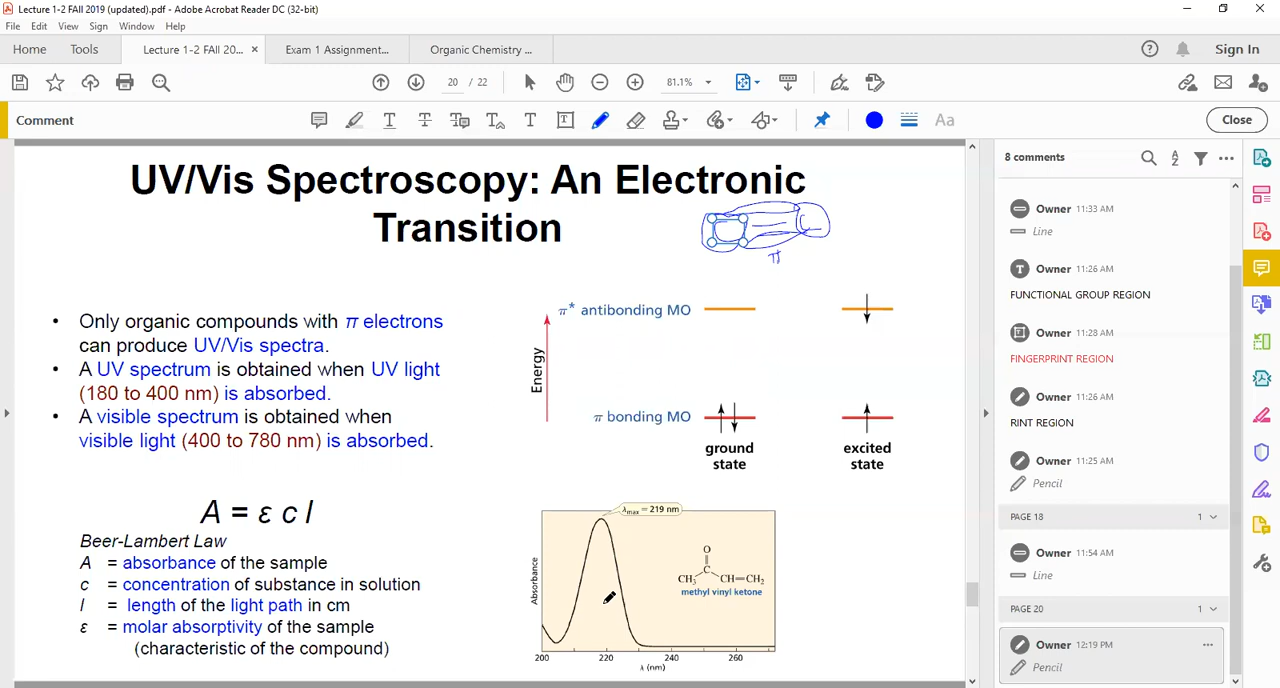 Lecture 1-2 FAll 2019 (updated).pdf - Adobe Acrobat Reader DC (32-bit)
File Edit View Sign Window Help
Home Tools Lecture 1-2 FAll 20... × Exam 1 Assignment... Organic Chemistry ... Sign In
20 / 22 81.1%
Comment Aa Close
UV/Vis Spectroscopy: An Electronic
Transition
π
• Only organic compounds with π electrons
can produce UV/Vis spectra.
• A UV spectrum is obtained when UV light
(180 to 400 nm) is absorbed.
• A visible spectrum is obtained when
visible light (400 to 780 nm) is absorbed.
A = ε c l
Beer-Lambert Law
A = absorbance of the sample
c = concentration of substance in solution
l = length of the light path in cm
ε = molar absorptivity of the sample
(characteristic of the compound)
π* antibonding MO
Energy
π bonding MO
ground
state
excited
state
λmax = 219 nm
Absorbance
O
CH3 C CH=CH2
methyl vinyl ketone
200 220 240 260
λ (nm)
8 comments
Owner 11:33 AM
Line
Owner 11:26 AM
FUNCTIONAL GROUP REGION
Owner 11:28 AM
FINGERPRINT REGION
Owner 11:26 AM
RINT REGION
Owner 11:25 AM
Pencil
PAGE 18 1
Owner 11:54 AM
Line
PAGE 20 1
Owner 12:19 PM
Pencil